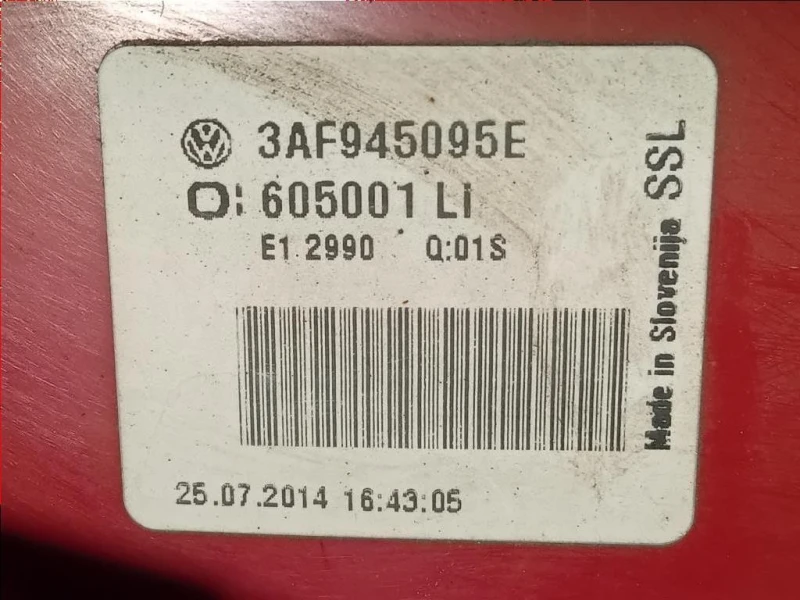 3AF945095E
605001 Li
E1 2990 Q:01S
25.07.2014 16:43:05
Made in Slovenija SSL